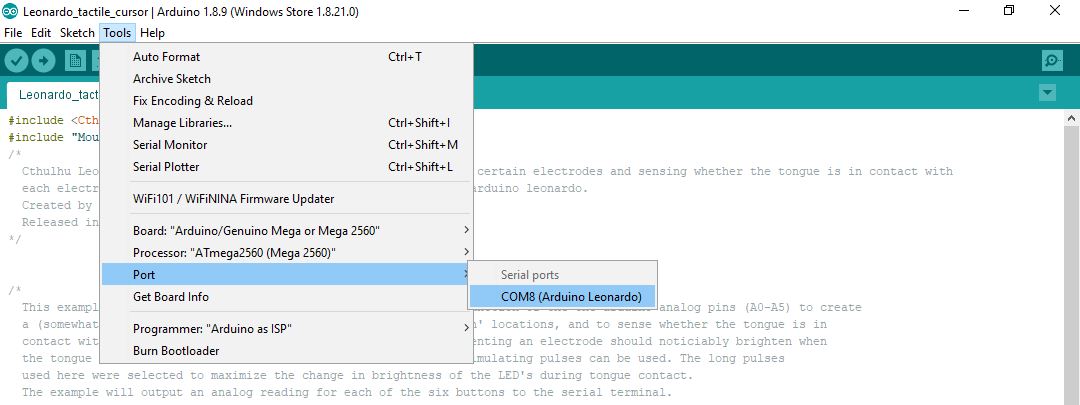 Leonardo_tactile_cursor | Arduino 1.8.9 (Windows Store 1.8.21.0)
File Edit Sketch Tools Help
Auto Format Ctrl+T
Leonardo_tact
Archive Sketch
Fix Encoding & Reload
#include <Cth
Manage Libraries... Ctrl+Shift+I
#include "Mou
Serial Monitor Ctrl+Shift+M
/*
Serial Plotter Ctrl+Shift+L
Cthulhu Leo certain electrodes and sensing whether the tongue is in contact with
each electr arduino leonardo.
Created by
WiFi101 / WiFiNINA Firmware Updater
Released in
Board: "Arduino/Genuino Mega or Mega 2560"
*/
Processor: "ATmega2560 (Mega 2560)"
Port
Serial ports
Get Board Info
COM8 (Arduino Leonardo)
/*
This exampl analog pins (A0-A5) to create
a (somewhat n' locations, and to sense whether the tongue is in
Programmer: "Arduino as ISP"
contact wit enting an electrode should noticiably brighten when
Burn Bootloader
the tongue mulating pulses can be used. The long pulses
used here were selected to maximize the change in brightness of the LED's during tongue contact.
The example will output an analog reading for each of the six buttons to the serial terminal.